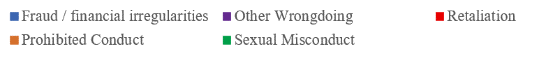 Fraud / financial irregularities Other Wrongdoing Retaliation
Prohibited Conduct Sexual Misconduct